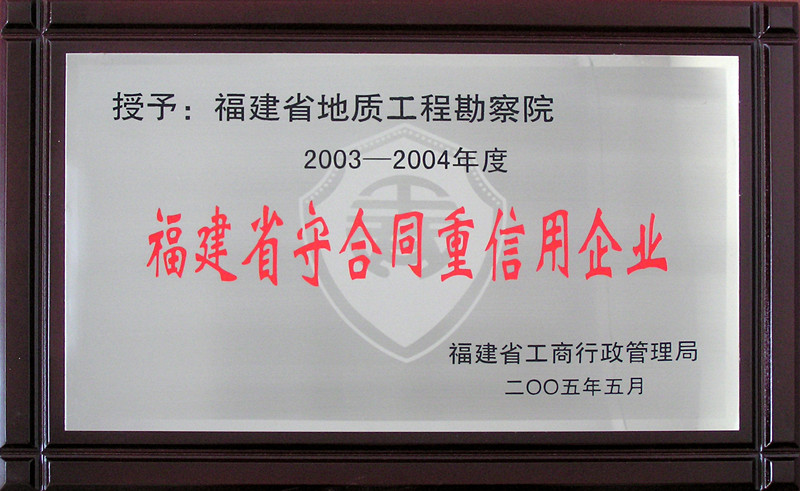 授予：福建省地质工程勘察院
2003—2004年度
福建省守合同重信用企业
福建省工商行政管理局
二〇〇五年五月